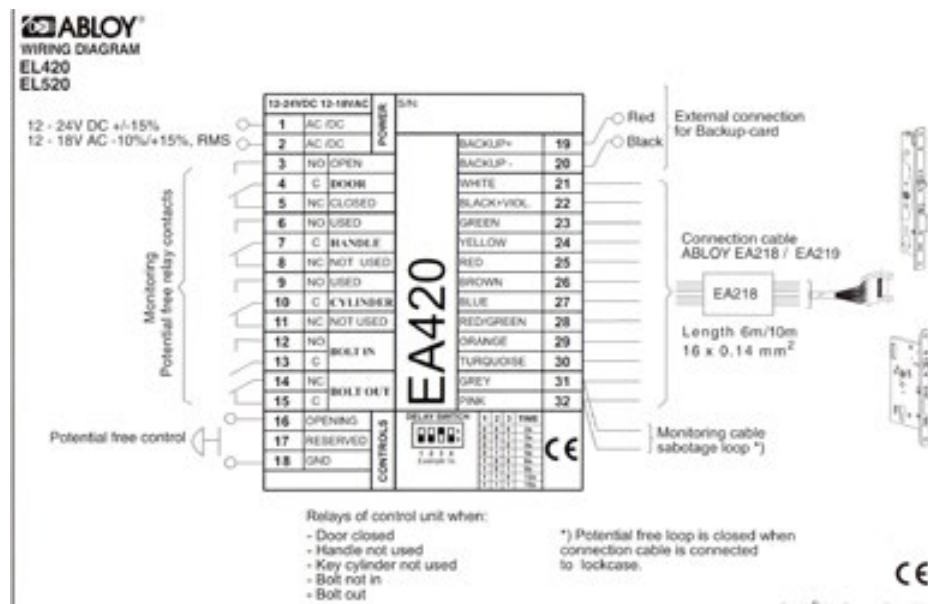 ABLOY®
WIRING DIAGRAM
EL420
EL520
12 - 24V DC +/-15%
12 - 18V AC -10%/+15%, RMS
Monitoring
Potential free relay contacts
Potential free control
12-24VDC 12-18VAC
POWER
S/N:
1 AC /DC
2 AC /DC
3 NO OPEN
4 C DOOR
5 NC CLOSED
6 NO USED
7 C HANDLE
8 NC NOT USED
9 NO USED
10 C CYLINDER
11 NC NOT USED
12 NO
BOLT IN
13 C
14 NC
BOLT OUT
15 C
16 OPENING
17 RESERVED
18 GND
CONTROLS
EA420
BACKUP+ 19
BACKUP - 20
WHITE 21
BLACK+VIOL. 22
GREEN 23
YELLOW 24
RED 25
BROWN 26
BLUE 27
RED/GREEN 28
ORANGE 29
TURQUOISE 30
GREY 31
PINK 32
DELAY SWITCH
1 2 3 4
1 2 3 TIME
CE
Red
Black
External connection
for Backup-card
Connection cable
ABLOY EA218 / EA219
EA218
Length 6m/10m
16 x 0.14 mm²
Monitoring cable
sabotage loop *)
Relays of control unit when:
- Door closed
- Handle not used
- Key cylinder not used
- Bolt not in
- Bolt out
*) Potential free loop is closed when
connection cable is connected
to lockcase.
CE